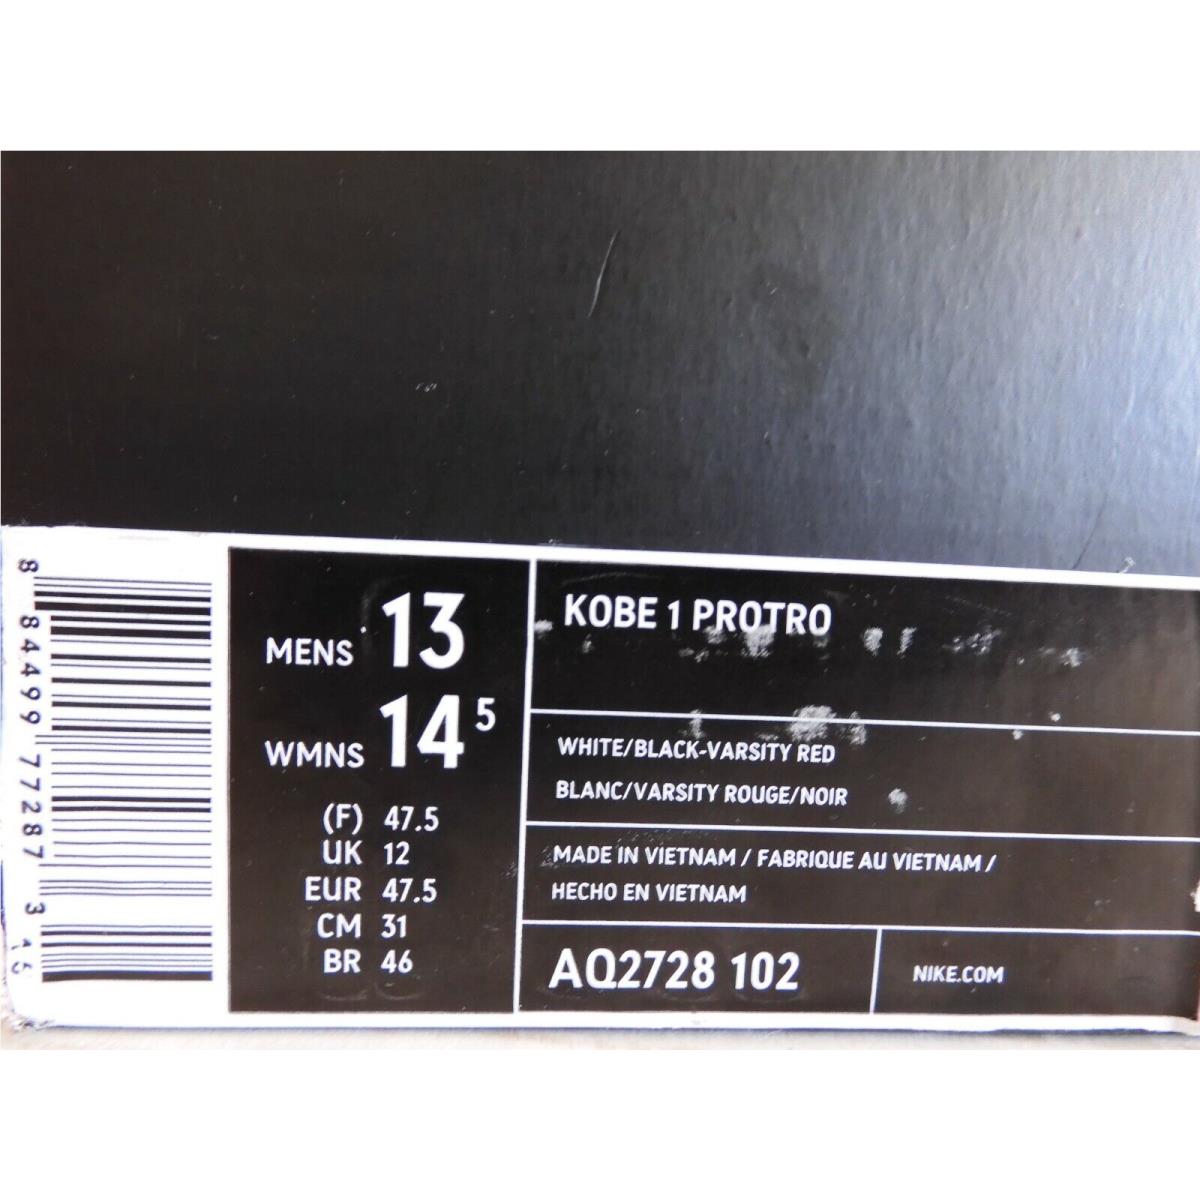 8 84499 77287 3 15
MENS 13
WMNS 14 5
(F) 47.5
UK 12
EUR 47.5
CM 31
BR 46
KOBE 1 PROTRO
WHITE/BLACK-VARSITY RED
BLANC/VARSITY ROUGE/NOIR
MADE IN VIETNAM / FABRIQUE AU VIETNAM /
HECHO EN VIETNAM
AQ2728 102
NIKE.COM